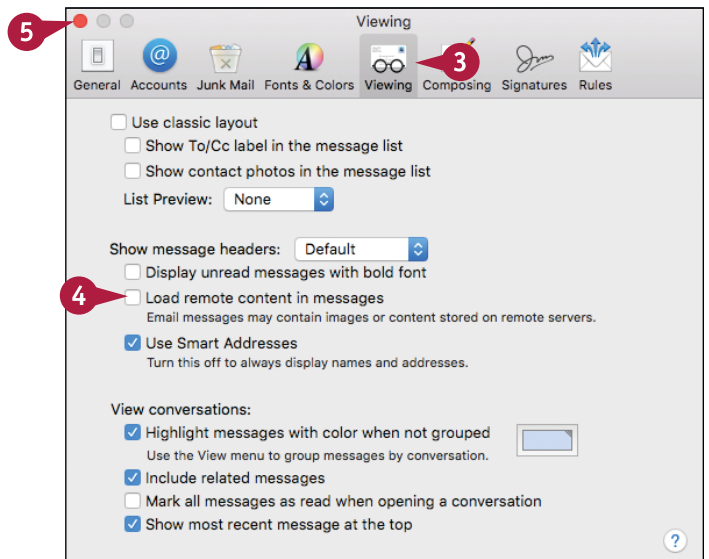 5
Viewing
3
General Accounts Junk Mail Fonts & Colors Viewing Composing Signatures Rules
Use classic layout
Show To/Cc label in the message list
Show contact photos in the message list
List Preview: None
Show message headers: Default
Display unread messages with bold font
4
Load remote content in messages
Email messages may contain images or content stored on remote servers.
Use Smart Addresses
Turn this off to always display names and addresses.
View conversations:
Highlight messages with color when not grouped
Use the View menu to group messages by conversation.
Include related messages
Mark all messages as read when opening a conversation
Show most recent message at the top
?